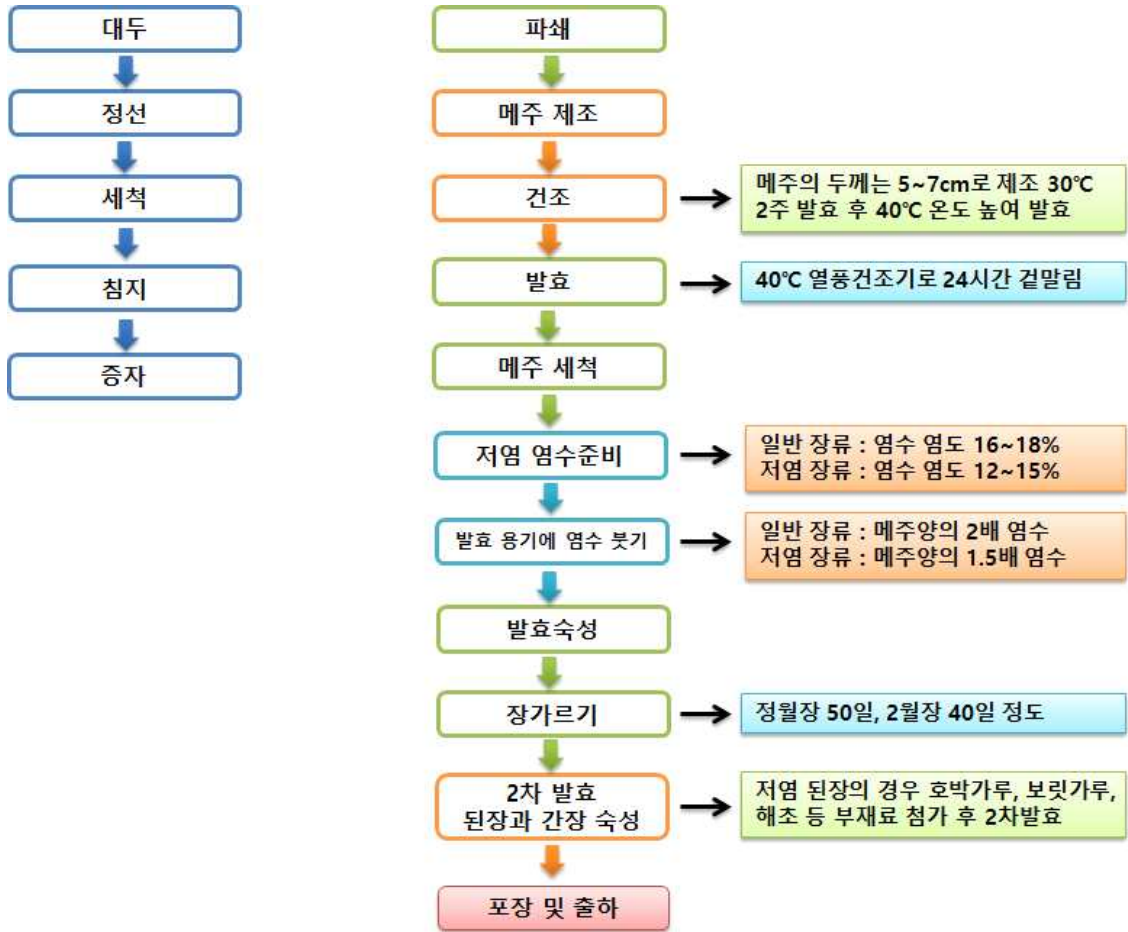 대두
정선
세척
침지
증자
파쇄
메주 제조
건조
메주의 두께는 5~7cm로 제조 30℃
2주 발효 후 40℃ 온도 높여 발효
발효
40℃ 열풍건조기로 24시간 겉말림
메주 세척
저염 염수준비
일반 장류 : 염수 염도 16~18%
저염 장류 : 염수 염도 12~15%
발효 용기에 염수 붓기
일반 장류 : 메주양의 2배 염수
저염 장류 : 메주양의 1.5배 염수
발효숙성
장가르기
정월장 50일, 2월장 40일 정도
2차 발효
된장과 간장 숙성
저염 된장의 경우 호박가루, 보릿가루,
해초 등 부재료 첨가 후 2차발효
포장 및 출하